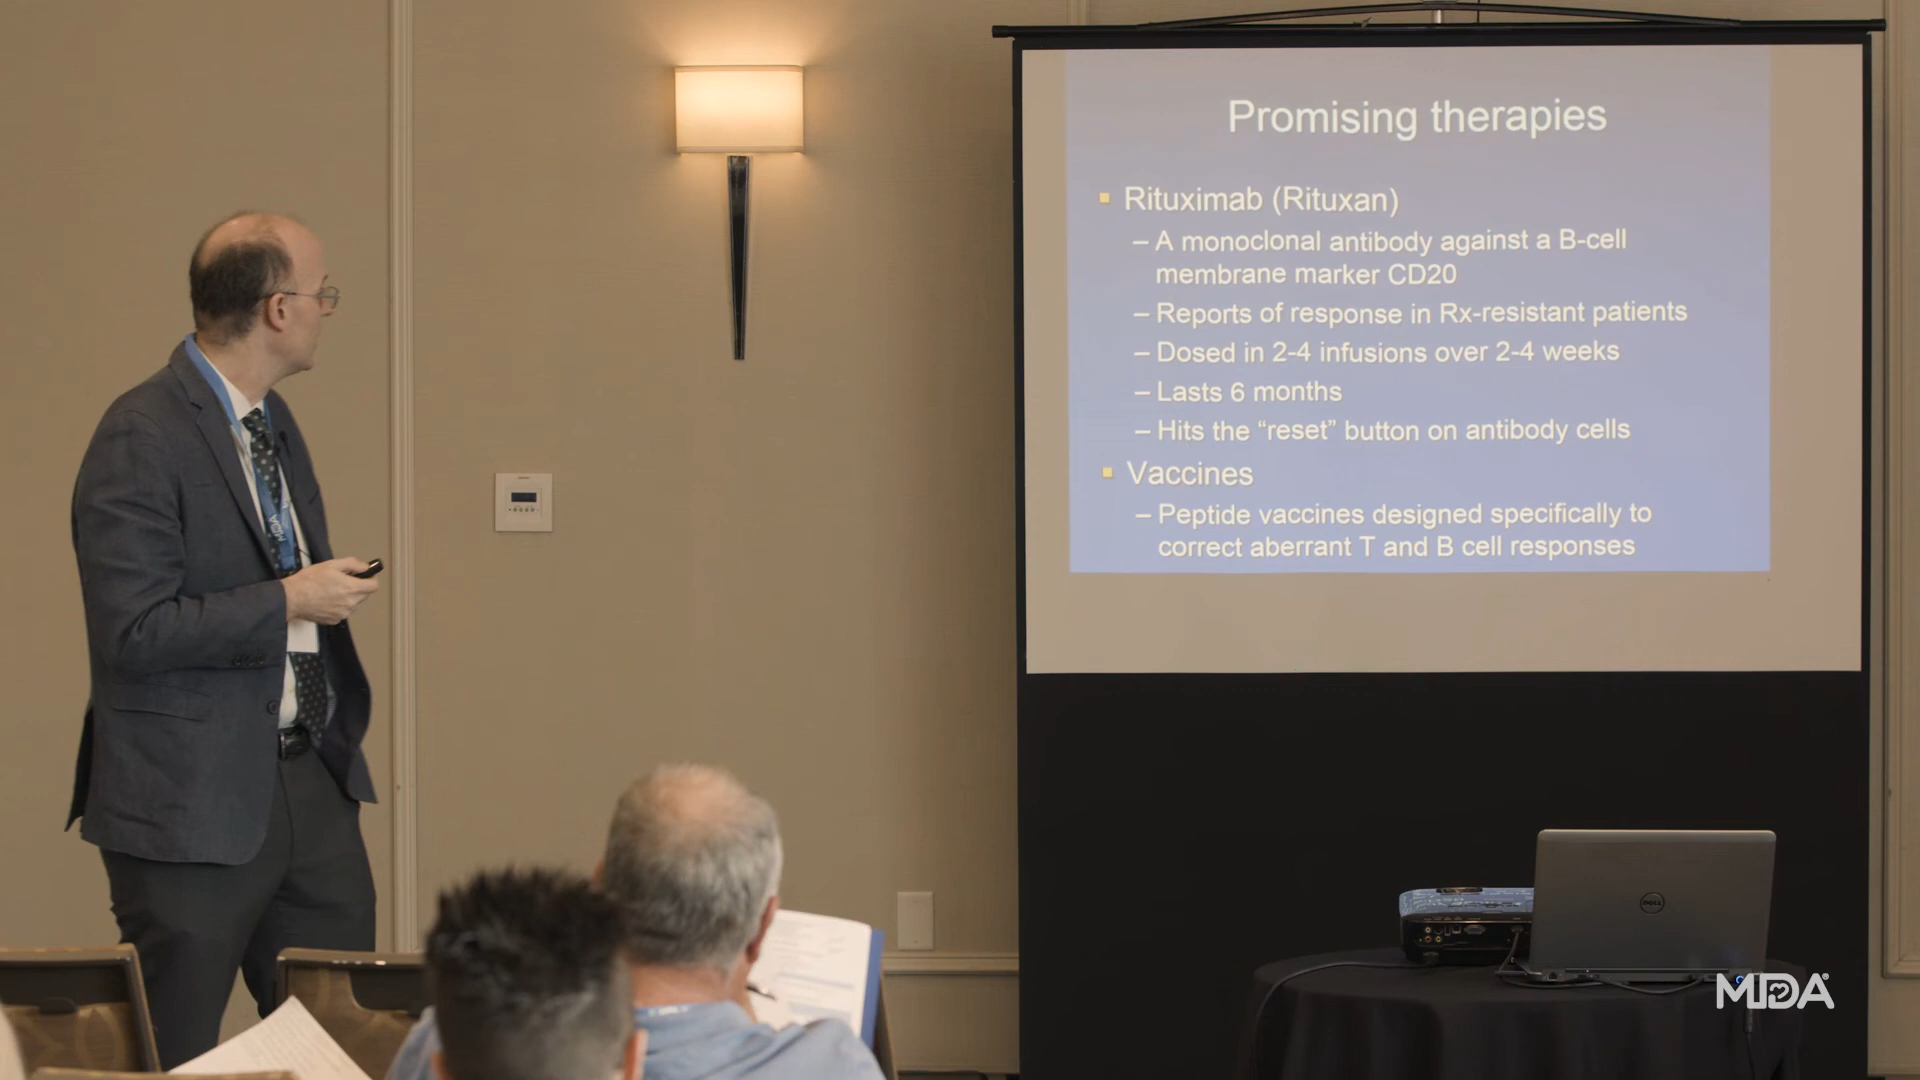 Promising therapies
Rituximab (Rituxan)
– A monoclonal antibody against a B-cell
membrane marker CD20
– Reports of response in Rx-resistant patients
– Dosed in 2-4 infusions over 2-4 weeks
– Lasts 6 months
– Hits the “reset” button on antibody cells
Vaccines
– Peptide vaccines designed specifically to
correct aberrant T and B cell responses
MDA
DELL
MDA®